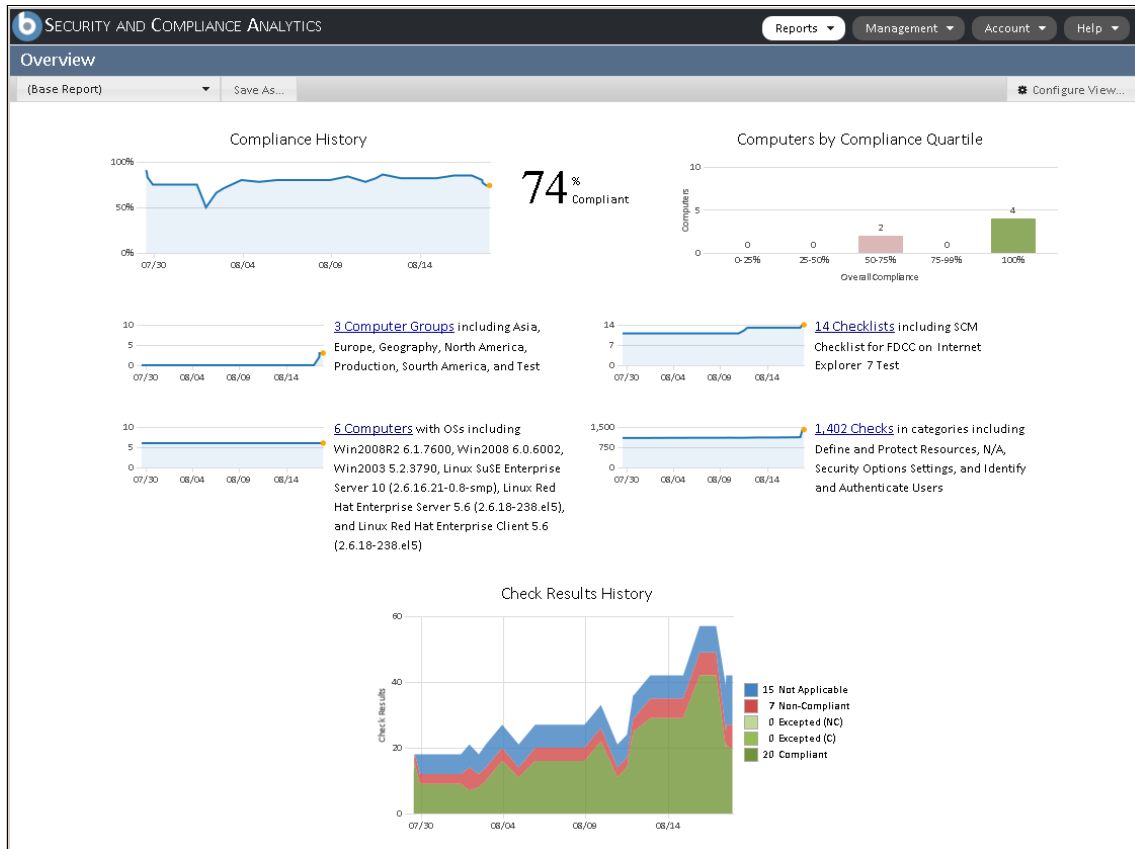 b SECURITY AND COMPLIANCE ANALYTICS
Reports Management Account Help
Overview
(Base Report) Save As... Configure View...
Compliance History
100%
50%
0%
07/30 08/04 08/09 08/14
74 % Compliant
Computers by Compliance Quartile
Computers
10
5
0
0 0 2 0 4
0-25% 25-50% 50-75% 75-99% 100%
Overall Compliance
10
5
0
07/30 08/04 08/09 08/14
3 Computer Groups including Asia,
Europe, Geography, North America,
Production, Sourth America, and Test
14
7
0
07/30 08/04 08/09 08/14
14 Checklists including SCM
Checklist for FDCC on Internet
Explorer 7 Test
10
5
0
07/30 08/04 08/09 08/14
6 Computers with OSs including
Win2008R2 6.1.7600, Win2008 6.0.6002,
Win2003 5.2.3790, Linux SuSE Enterprise
Server 10 (2.6.16.21-0.8-smp), Linux Red
Hat Enterprise Server 5.6 (2.6.18-238.el5),
and Linux Red Hat Enterprise Client 5.6
(2.6.18-238.el5)
1,500
750
0
07/30 08/04 08/09 08/14
1,402 Checks in categories including
Define and Protect Resources, N/A,
Security Options Settings, and Identify
and Authenticate Users
Check Results History
Check Results
60
40
20
0
07/30 08/04 08/09 08/14
15 Not Applicable
7 Non-Compliant
0 Excepted (NC)
0 Excepted (C)
20 Compliant